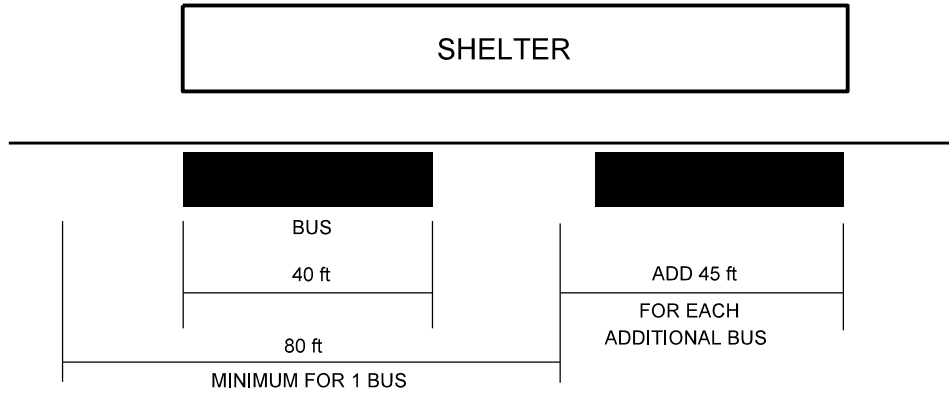 SHELTER
BUS
40 ft
ADD 45 ft
FOR EACH
ADDITIONAL BUS
80 ft
MINIMUM FOR 1 BUS